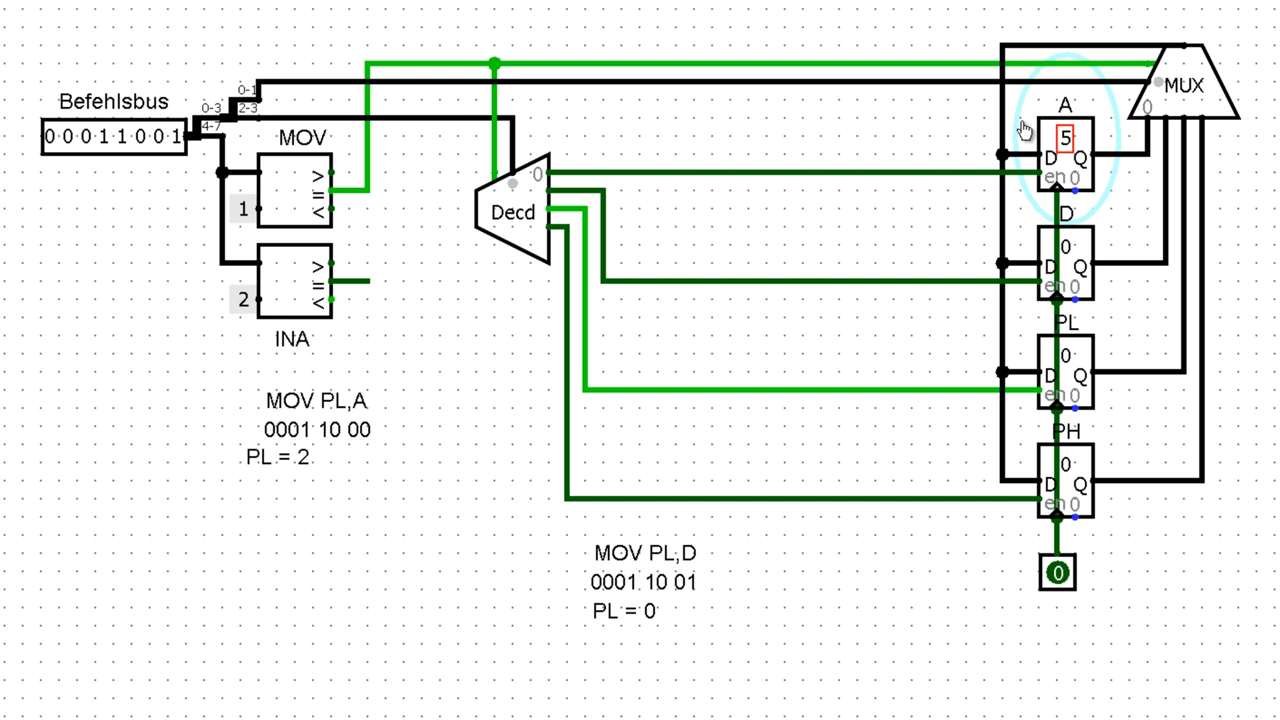 Befehlsbus
0 0 0 1 1 0 0 1
0-3
4-7
0-1
2-3
MOV
>
=
<
1
>
=
<
2
INA
MOV PL,A
0001 10 00
PL = 2
Decd
0
MOV PL,D
0001 10 01
PL = 0
MUX
0
A
5
D Q
en 0
D
0
D Q
en 0
PL
0
D Q
en 0
PH
0
D Q
en 0
0